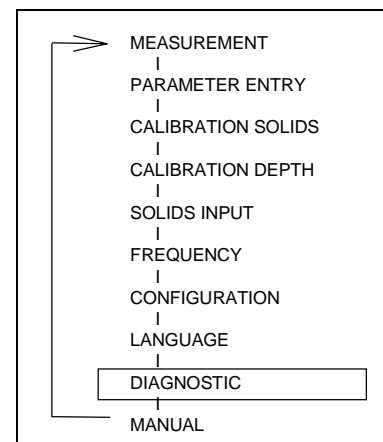 MEASUREMENT
PARAMETER ENTRY
CALIBRATION SOLIDS
CALIBRATION DEPTH
SOLIDS INPUT
FREQUENCY
CONFIGURATION
LANGUAGE
DIAGNOSTIC
MANUAL